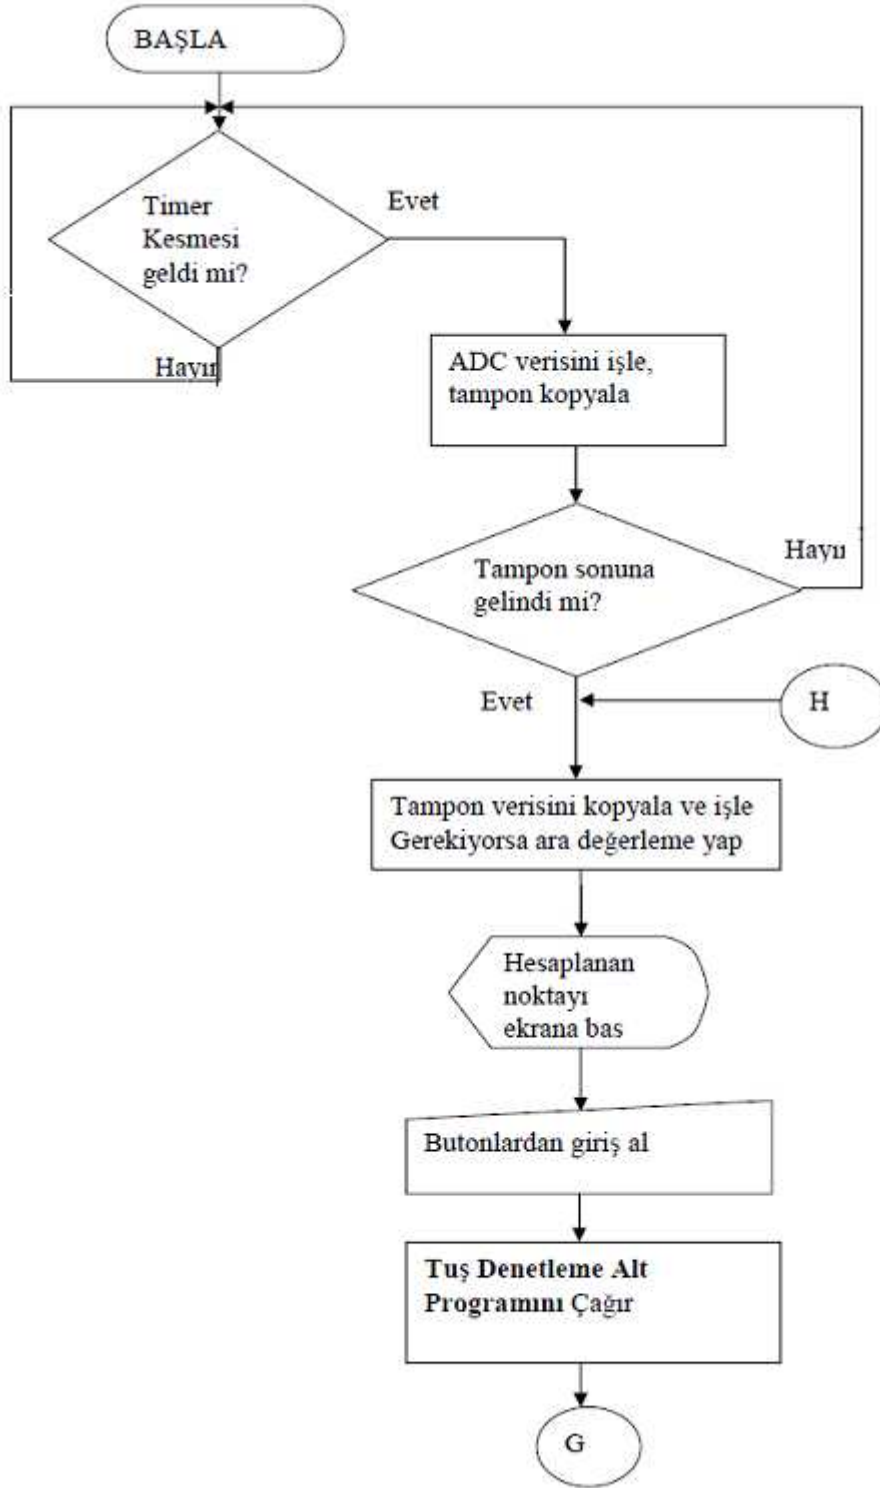 BAŞLA
Evet
Timer
Kesmesi
geldi mi?
Hayır
ADC verisini işle,
tampon kopyala
Hayır
Tampon sonuna
gelindi mi?
Evet
H
Tampon verisini kopyala ve işle
Gerekiyorsa ara değerleme yap
Hesaplanan
noktayı
ekrana bas
Butonlardan giriş al
Tuş Denetleme Alt
Programını Çağır
G